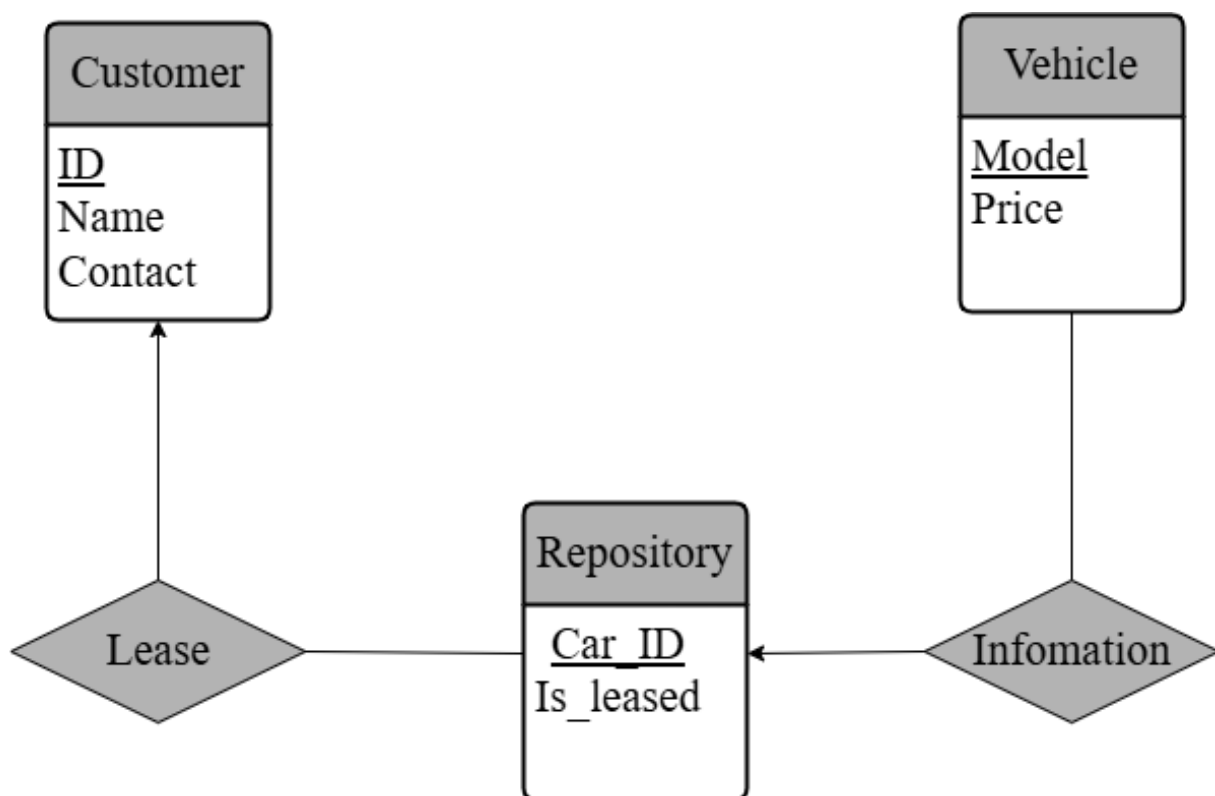 Customer
ID
Name
Contact
Vehicle
Model
Price
Lease
Repository
Car_ID
Is_leased
Infomation